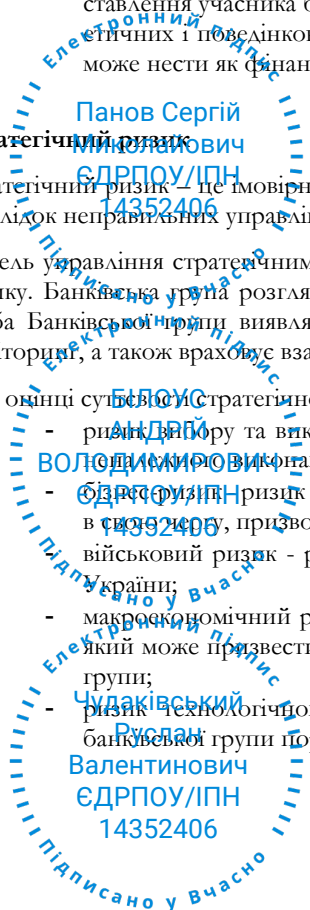 ставлення учасника б
етичних і поведінко
може нести як фінан
Електронний підпис
Панов Сергій
Миколайович
ЄДРПОУ/ІПН
14352406
Підписано у Вчасно
атегічний ризик
атегічний ризик – це імовірн
лідок неправильних управлін
ель управління стратегічним
ику. Банківська група розгля
ба Банківської групи виявля
іторинг, а також враховує вза
Електронний підпис
БІЛОУС
АНДРІЙ
ВОЛОДИМИРОВИЧ
ЄДРПОУ/ІПН
14352406
Підписано у Вчасно
оцінці суттєвості стратегічно
- ризик вибору та вик
неналежного викона
- бізнес-ризик ризик
в свою чергу, призво
- військовий ризик - р
України;
- макроекономічний р
який може призвести
групи;
- ризик технологічно
банківської групи по
Електронний підпис
Чудаківський
Руслан
Валентинович
ЄДРПОУ/ІПН
14352406
Підписано у Вчасно